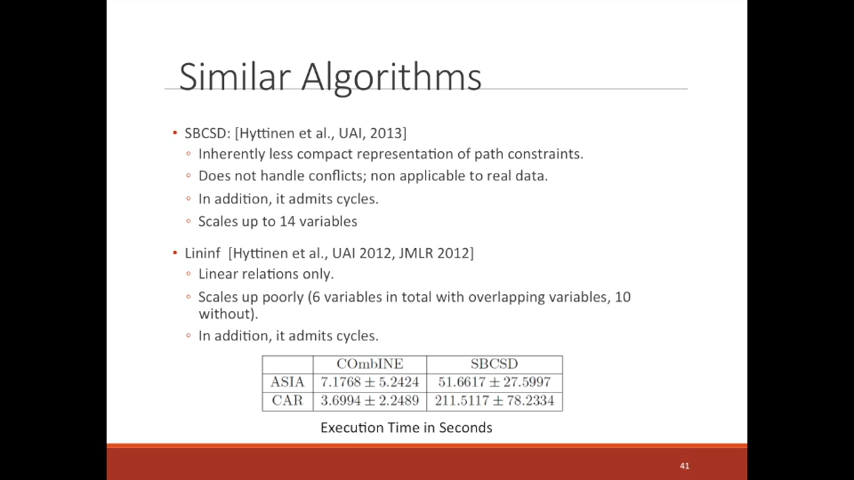 Similar Algorithms
• SBCSD: [Hyttinen et al., UAI, 2013]
◦ Inherently less compact representation of path constraints.
◦ Does not handle conflicts; non applicable to real data.
◦ In addition, it admits cycles.
◦ Scales up to 14 variables
• Lininf [Hyttinen et al., UAI 2012, JMLR 2012]
◦ Linear relations only.
◦ Scales up poorly (6 variables in total with overlapping variables, 10
without).
◦ In addition, it admits cycles.
COmbINE SBCSD
ASIA 7.1768 ± 5.2424 51.6617 ± 27.5997
CAR 3.6994 ± 2.2489 211.5117 ± 78.2334
Execution Time in Seconds
41